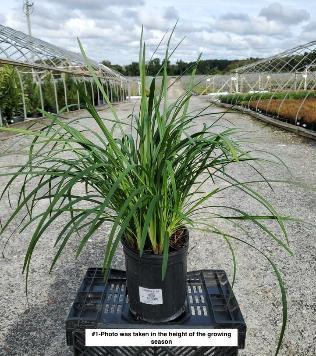 #1-Photo was taken in the height of the growing
season